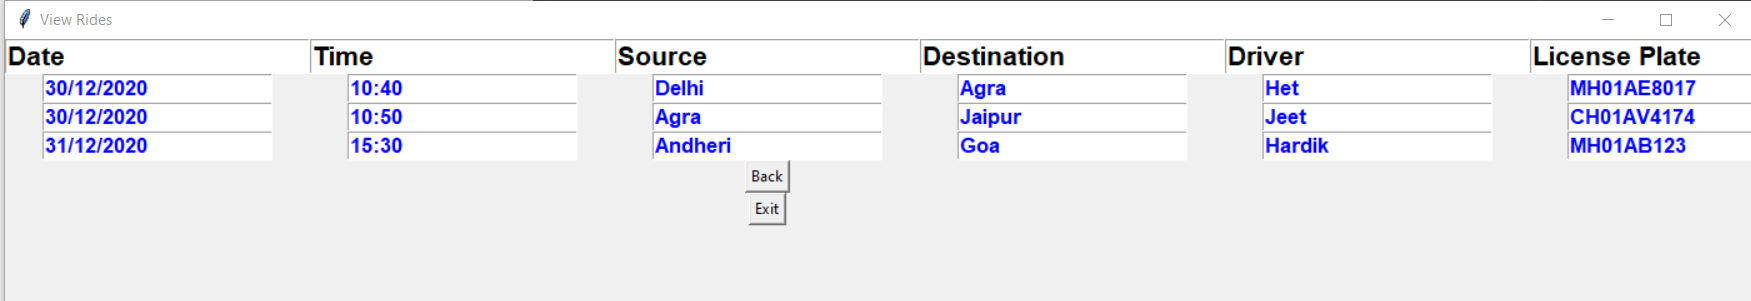 View Rides
Date Time Source Destination Driver License Plate
30/12/2020 10:40 Delhi Agra Het MH01AE8017
30/12/2020 10:50 Agra Jaipur Jeet CH01AV4174
31/12/2020 15:30 Andheri Goa Hardik MH01AB123
Back
Exit